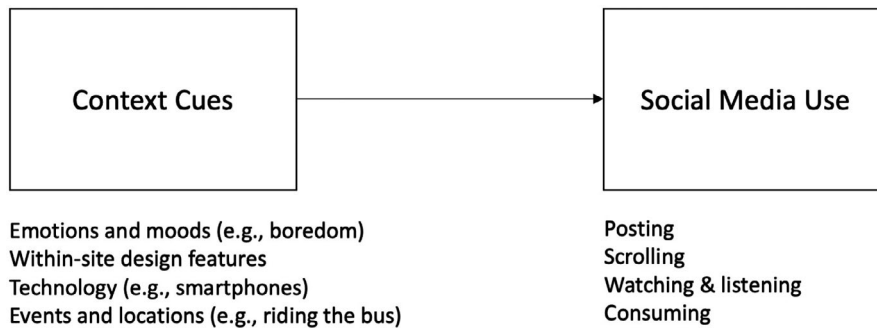 Context Cues
Social Media Use
Emotions and moods (e.g., boredom)
Within-site design features
Technology (e.g., smartphones)
Events and locations (e.g., riding the bus)
Posting
Scrolling
Watching & listening
Consuming